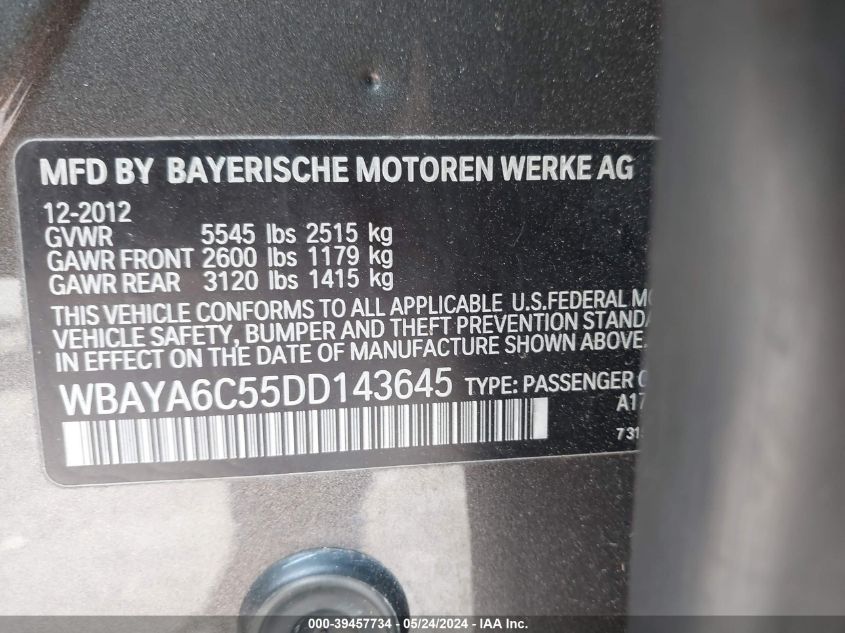 MFD BY BAYERISCHE MOTOREN WERKE AG
12-2012
GVWR 5545 lbs 2515 kg
GAWR FRONT 2600 lbs 1179 kg
GAWR REAR 3120 lbs 1415 kg
THIS VEHICLE CONFORMS TO ALL APPLICABLE U.S.FEDERAL
VEHICLE SAFETY, BUMPER AND THEFT PREVENTION
IN EFFECT ON THE DATE OF MANUFACTURE SHOWN ABOVE.
WBAYA6C55DD143645 TYPE: PASSENGER
A17
731
000-39457734 / 05/24/2024 / IAA Inc.